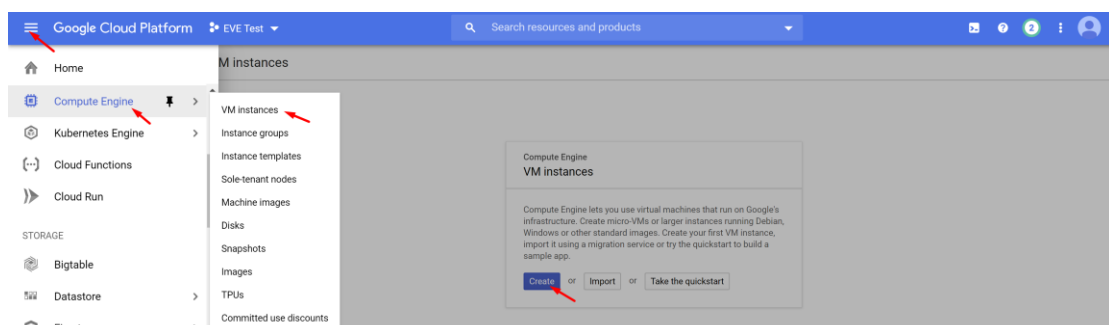 Google Cloud Platform
EVE Test
Search resources and products
2
Home
Compute Engine
Kubernetes Engine
Cloud Functions
Cloud Run
STORAGE
Bigtable
Datastore
M instances
VM instances
Instance groups
Instance templates
Sole-tenant nodes
Machine images
Disks
Snapshots
Images
TPUs
Committed use discounts
Compute Engine
VM instances
Compute Engine lets you use virtual machines that run on Google's
infrastructure. Create micro-VMs or larger instances running Debian,
Windows or other standard images. Create your first VM instance,
import it using a migration service or try the quickstart to build a
sample app.
Create or Import or Take the quickstart